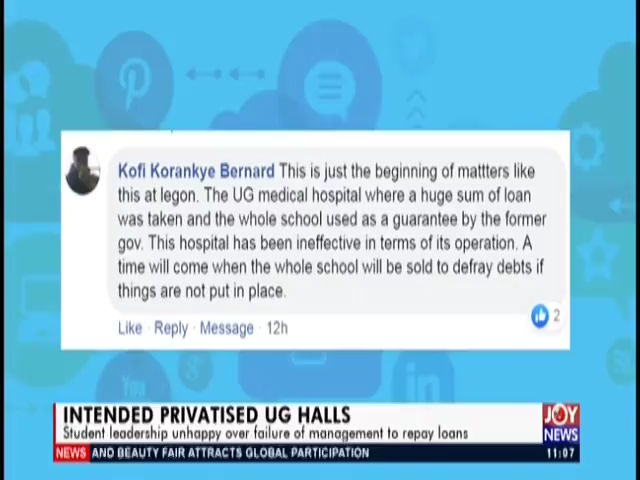 Kofi Korankye Bernard This is just the beginning of mattters like
this at legon. The UG medical hospital where a huge sum of loan
was taken and the whole school used as a guarantee by the former
gov. This hospital has been ineffective in terms of its operation. A
time will come when the whole school will be sold to defray debts if
things are not put in place.
2
Like · Reply · Message · 12h
You
in
INTENDED PRIVATISED UG HALLS
Student leadership unhappy over failure of management to repay loans
JOY
NEWS
NEWS AND BEAUTY FAIR ATTRACTS GLOBAL PARTICIPATION
11:07